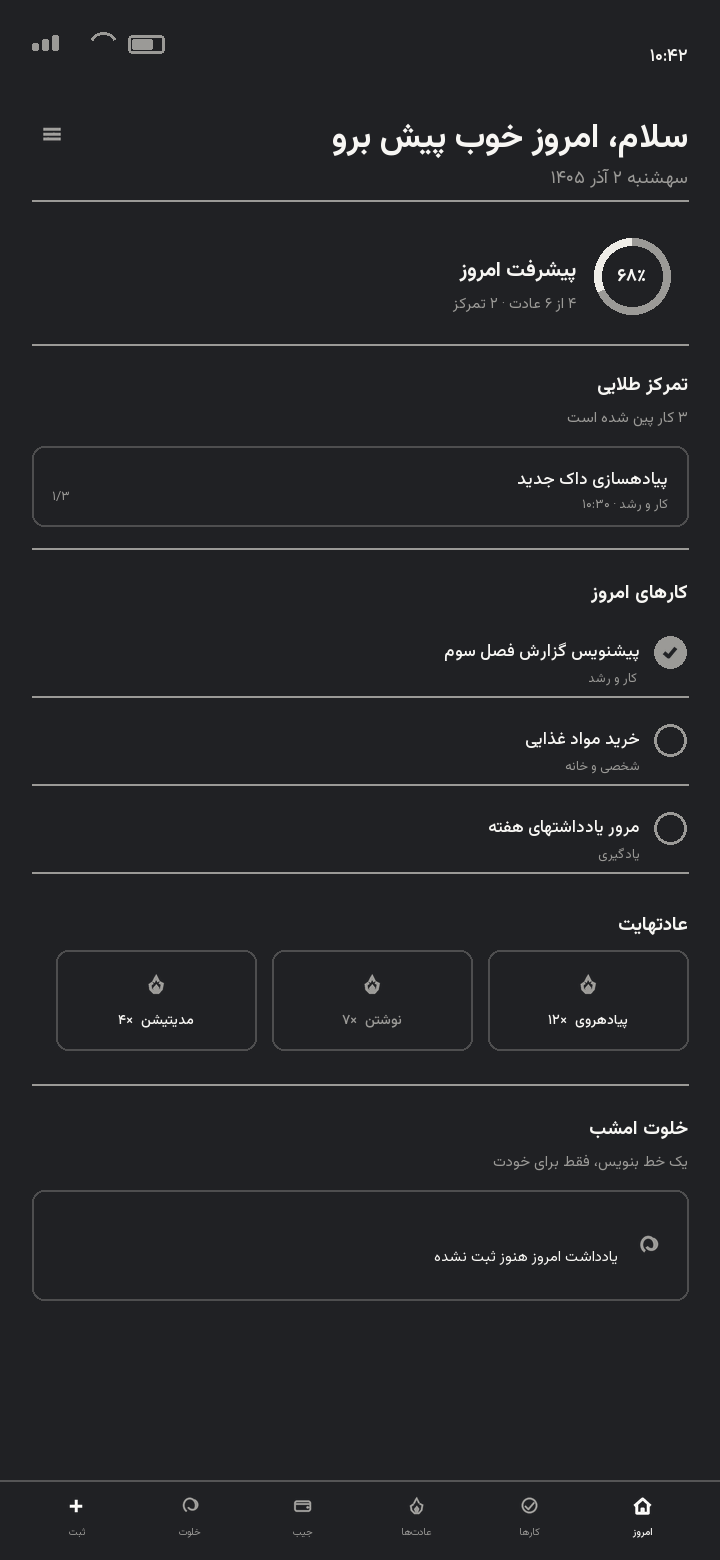 ۱۰:۴۲
سلام، امروز خوب پیش برو
سهشنبه ۲ آذر ۱۴۰۵
۶۸٪
پیشرفت امروز
۴ از ۶ عادت · ۲ تمرکز
تمرکز طلایی
۳ کار پین شده است
پیادهسازی داک جدید
کار و رشد · ۱۰:۳۰
۱/۳
کارهای امروز
پیشنویس گزارش فصل سوم
کار و رشد
خرید مواد غذایی
شخصی و خانه
مرور یادداشتهای هفته
یادگیری
عادتهایت
پیادهروی ×۱۲
نوشتن ×۷
مدیتیشن ×۴
خلوت امشب
یک خط بنویس، فقط برای خودت
یادداشت امروز هنوز ثبت نشده
امروز
کارها
عادت‌ها
جیب
خلوت
ثبت